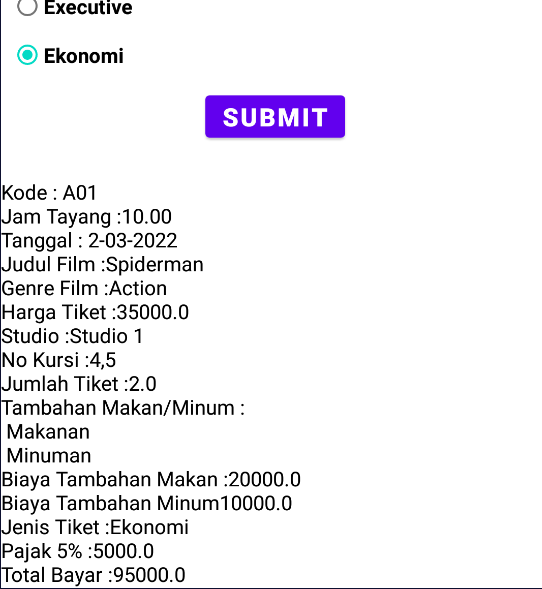 Executive
Ekonomi
SUBMIT
Kode : A01
Jam Tayang :10.00
Tanggal : 2-03-2022
Judul Film :Spiderman
Genre Film :Action
Harga Tiket :35000.0
Studio :Studio 1
No Kursi :4,5
Jumlah Tiket :2.0
Tambahan Makan/Minum :
Makanan
Minuman
Biaya Tambahan Makan :20000.0
Biaya Tambahan Minum10000.0
Jenis Tiket :Ekonomi
Pajak 5% :5000.0
Total Bayar :95000.0